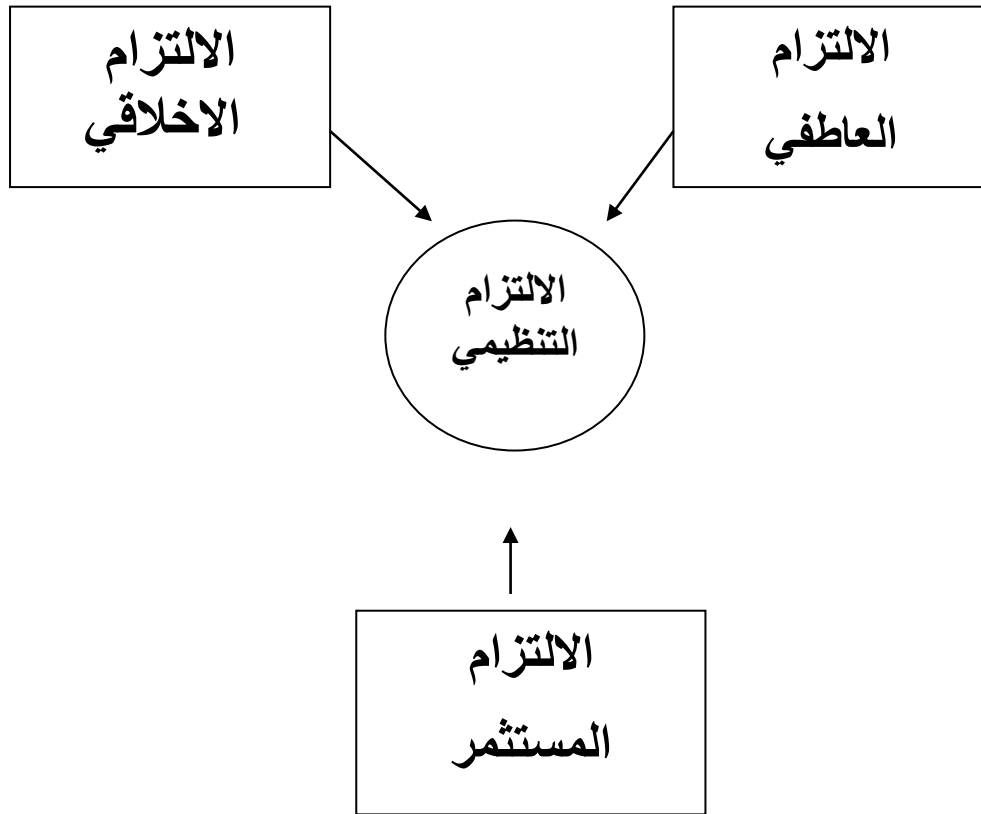 الالتزام
العاطفي
الالتزام
الاخلاقي
الالتزام
التنظيمي
الالتزام
المستثمر